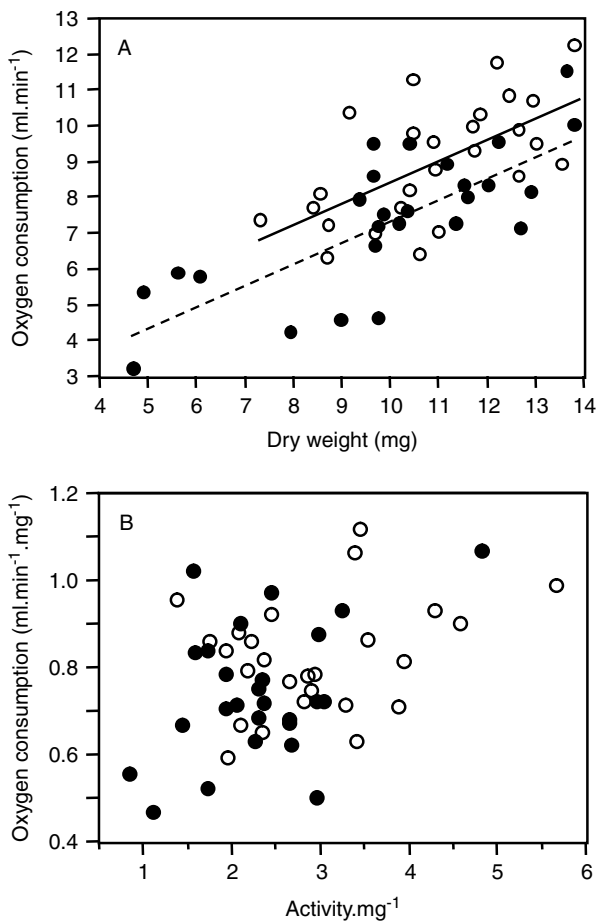 A
Oxygen consumption (ml.min⁻¹)
13
12
11
10
9
8
7
6
5
4
3
4 5 6 7 8 9 10 11 12 13 14
Dry weight (mg)
B
Oxygen consumption (ml.min⁻¹.mg⁻¹)
1.2
1.0
0.8
0.6
0.4
1 2 3 4 5 6
Activity.mg⁻¹